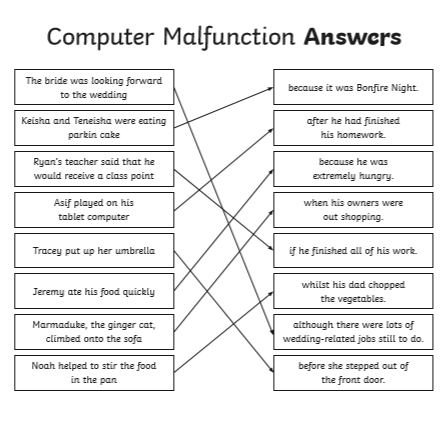 Computer Malfunction Answers
The bride was looking forward
to the wedding
because it was Bonfire Night.
Keisha and Teneisha were eating
parkin cake
after he had finished
his homework.
Ryan's teacher said that he
would receive a class point
because he was
extremely hungry.
Asif played on his
tablet computer
when his owners were
out shopping.
Tracey put up her umbrella
if he finished all of his work.
Jeremy ate his food quickly
whilst his dad chopped
the vegetables.
Marmaduke, the ginger cat,
climbed onto the sofa
although there were lots of
wedding-related jobs still to do.
Noah helped to stir the food
in the pan
before she stepped out of
the front door.